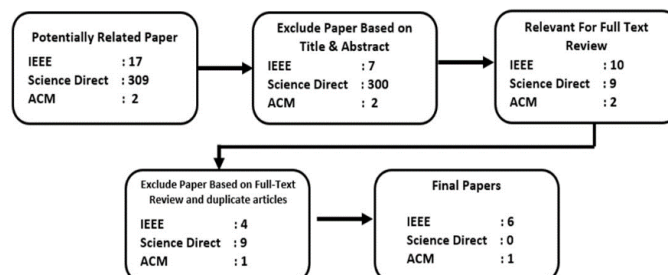 Potentially Related Paper
IEEE : 17
Science Direct : 309
ACM : 2
Exclude Paper Based on
Title & Abstract
IEEE : 7
Science Direct : 300
ACM : 2
Relevant For Full Text
Review
IEEE : 10
Science Direct : 9
ACM : 2
Exclude Paper Based on Full-Text
Review and duplicate articles
IEEE : 4
Science Direct : 9
ACM : 1
Final Papers
IEEE : 6
Science Direct : 0
ACM : 1